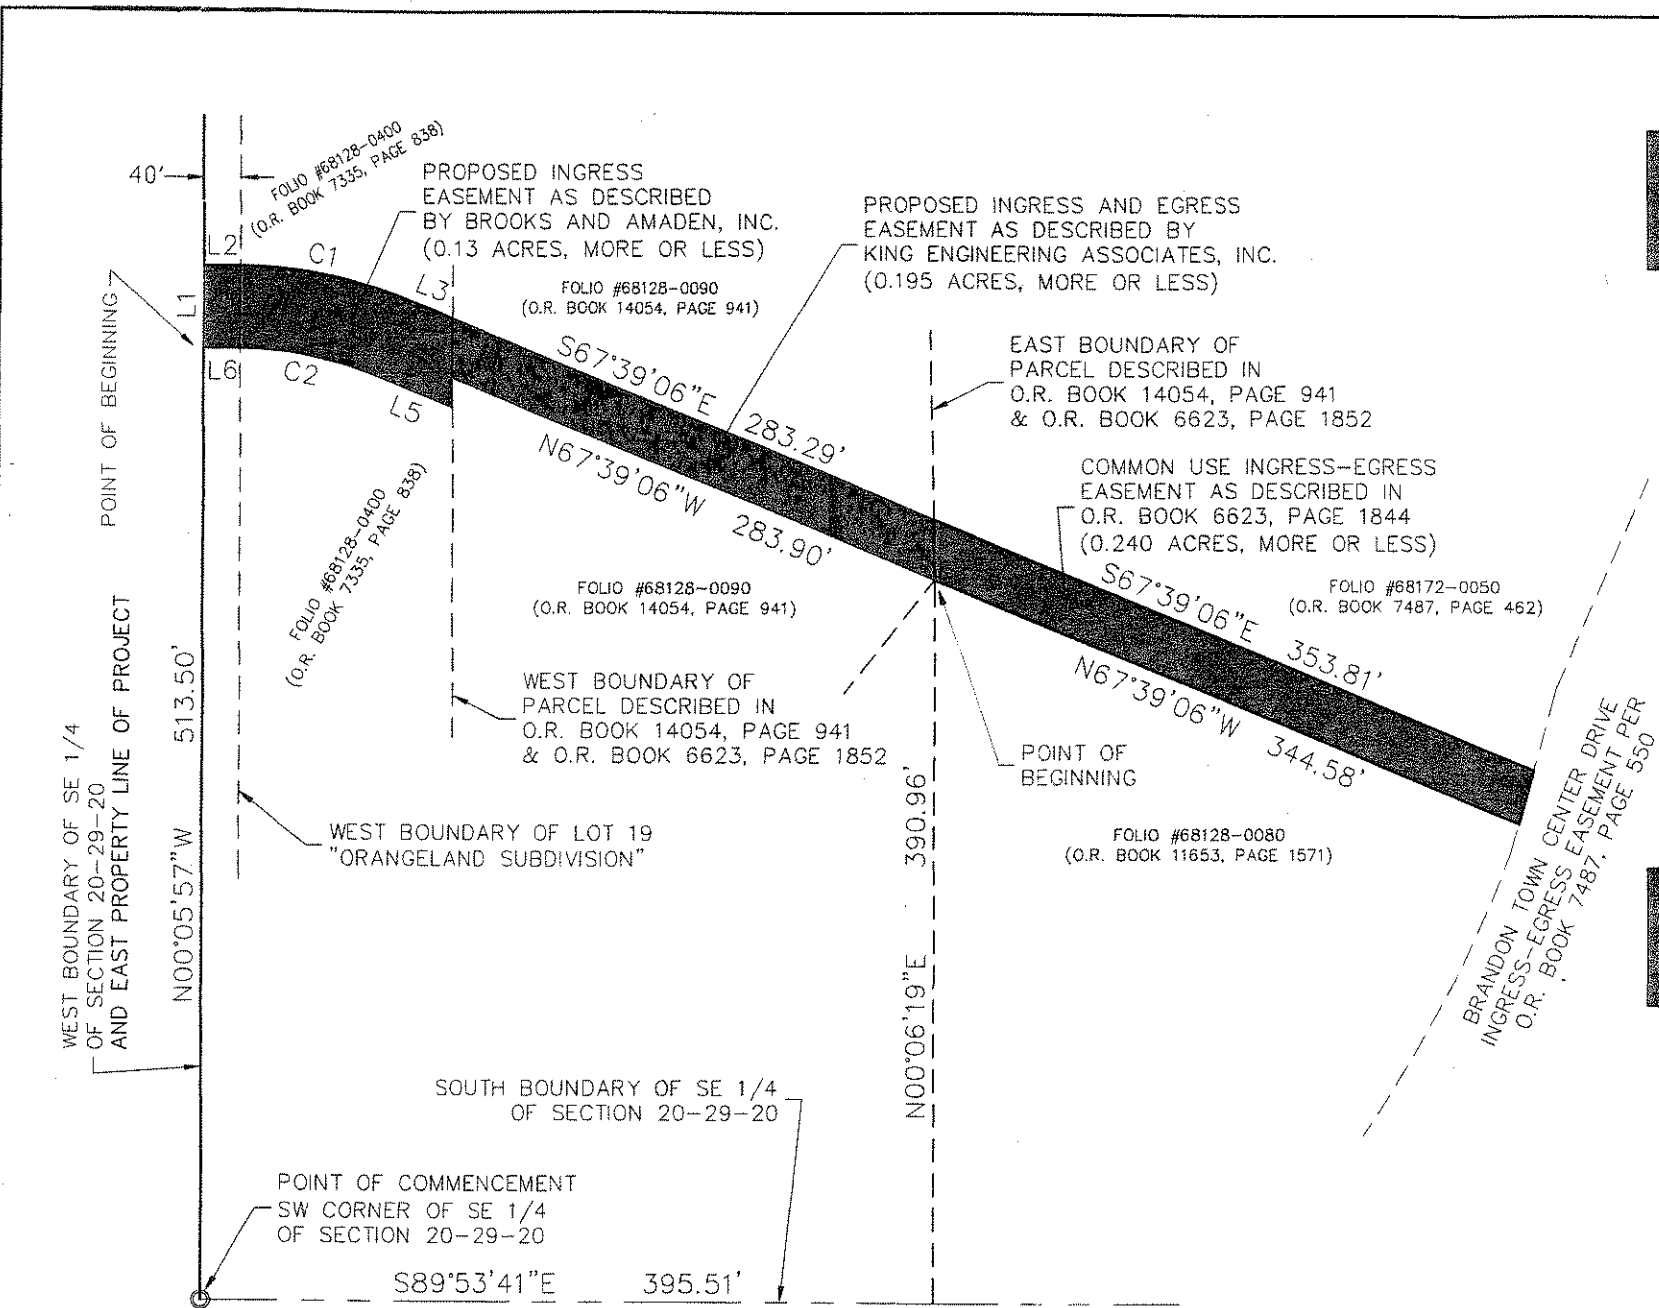 40'
FOLIO #68128-0400
(O.R. BOOK 7335, PAGE 838)
PROPOSED INGRESS
EASEMENT AS DESCRIBED
BY BROOKS AND AMADEN, INC.
(0.13 ACRES, MORE OR LESS)
PROPOSED INGRESS AND EGRESS
EASEMENT AS DESCRIBED BY
KING ENGINEERING ASSOCIATES, INC.
(0.195 ACRES, MORE OR LESS)
L2
C1
L3
L1
L6
C2
L5
POINT OF BEGINNING
FOLIO #68128-0090
(O.R. BOOK 14054, PAGE 941)
S67°39'06"E 283.29'
N67°39'06"W 283.90'
EAST BOUNDARY OF
PARCEL DESCRIBED IN
O.R. BOOK 14054, PAGE 941
& O.R. BOOK 6623, PAGE 1852
COMMON USE INGRESS-EGRESS
EASEMENT AS DESCRIBED IN
O.R. BOOK 6623, PAGE 1844
(0.240 ACRES, MORE OR LESS)
FOLIO #68128-0400
(O.R. BOOK 7335, PAGE 838)
FOLIO #68128-0090
(O.R. BOOK 14054, PAGE 941)
S67°39'06"E 353.81'
N67°39'06"W 344.58'
FOLIO #68172-0050
(O.R. BOOK 7487, PAGE 462)
WEST BOUNDARY OF
PARCEL DESCRIBED IN
O.R. BOOK 14054, PAGE 941
& O.R. BOOK 6623, PAGE 1852
POINT OF
BEGINNING
WEST BOUNDARY OF LOT 19
"ORANGELAND SUBDIVISION"
FOLIO #68128-0080
(O.R. BOOK 11653, PAGE 1571)
BRANDON TOWN CENTER DRIVE
INGRESS-EGRESS EASEMENT PER
O.R. BOOK 7487, PAGE 550
WEST BOUNDARY OF SE 1/4
OF SECTION 20-29-20
AND EAST PROPERTY LINE OF PROJECT
N00°05'57"W 513.50'
N00°06'19"E 390.96'
SOUTH BOUNDARY OF SE 1/4
OF SECTION 20-29-20
POINT OF COMMENCEMENT
SW CORNER OF SE 1/4
OF SECTION 20-29-20
S89°53'41"E 395.51'